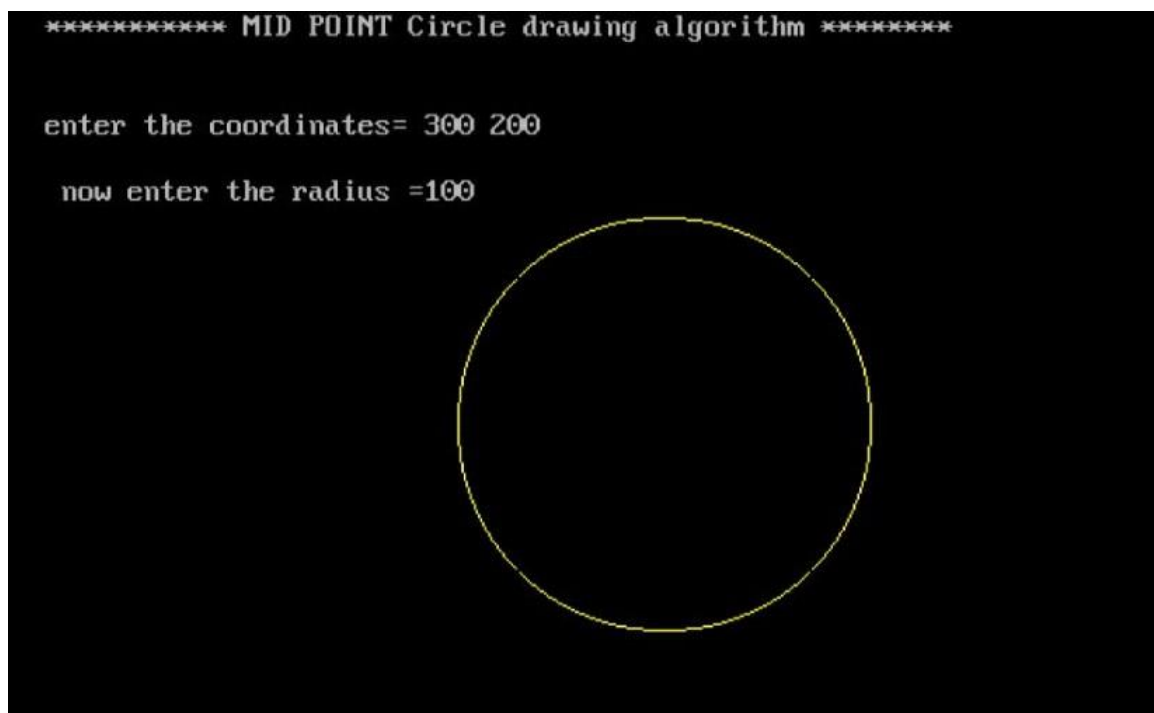 *********** MID POINT Circle drawing algorithm ********
enter the coordinates= 300 200
now enter the radius =100